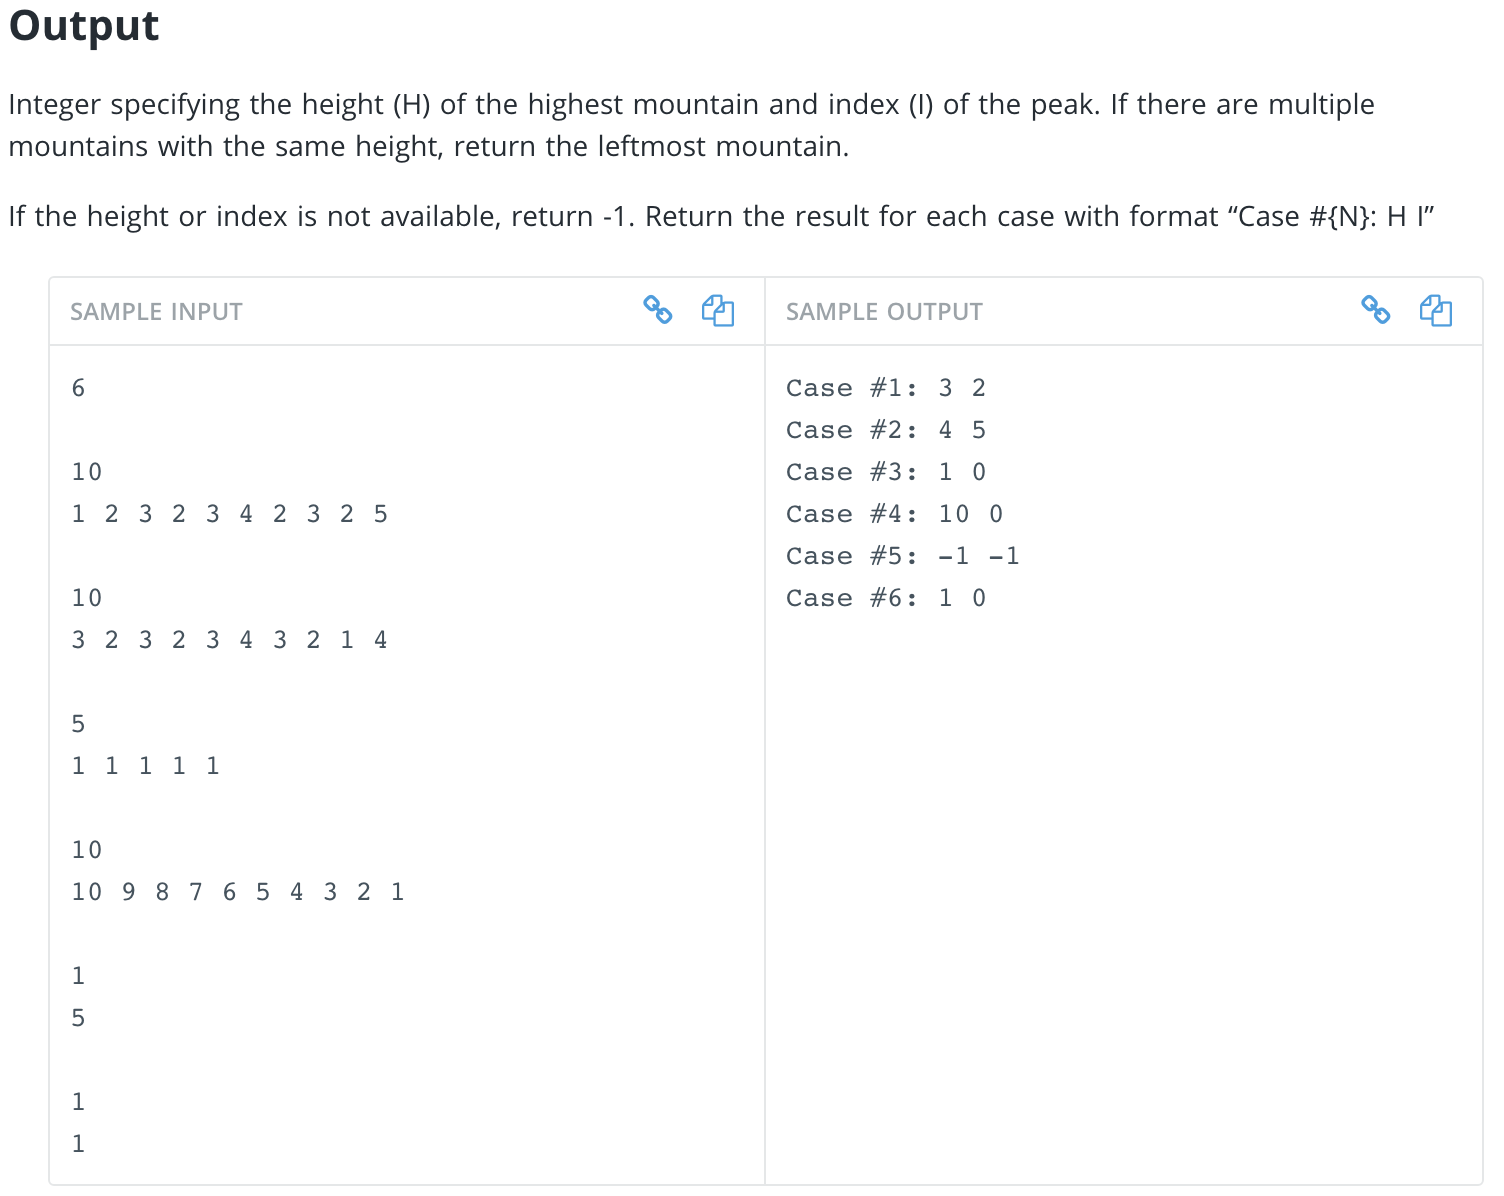 Output
Integer specifying the height (H) of the highest mountain and index (I) of the peak. If there are multiple
mountains with the same height, return the leftmost mountain.
If the height or index is not available, return -1. Return the result for each case with format “Case #{N}: H I”
SAMPLE INPUT
6
10
1 2 3 2 3 4 2 3 2 5
10
3 2 3 2 3 4 3 2 1 4
5
1 1 1 1 1
10
10 9 8 7 6 5 4 3 2 1
1
5
1
1
SAMPLE OUTPUT
Case #1: 3 2
Case #2: 4 5
Case #3: 1 0
Case #4: 10 0
Case #5: -1 -1
Case #6: 1 0